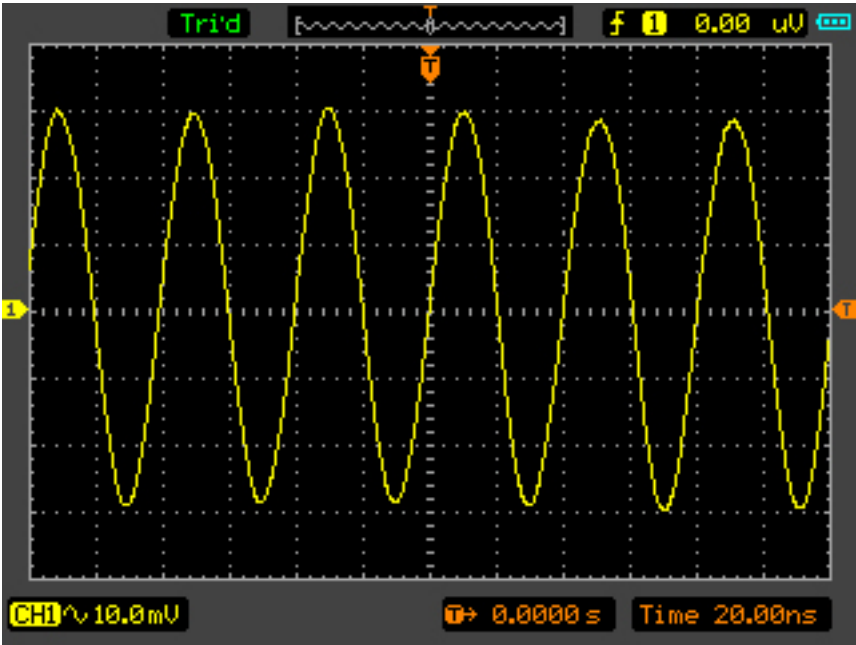 Tri'd T 1 0.00 uV
T
1 T
CH1 10.0mV T→ 0.0000s Time 20.00ns